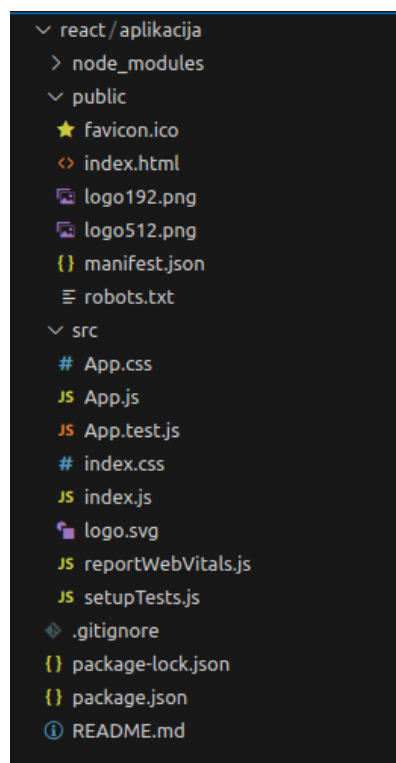 react/aplikacija
node_modules
public
favicon.ico
index.html
logo192.png
logo512.png
manifest.json
robots.txt
src
App.css
App.js
App.test.js
index.css
index.js
logo.svg
reportWebVitals.js
setupTests.js
.gitignore
package-lock.json
package.json
README.md